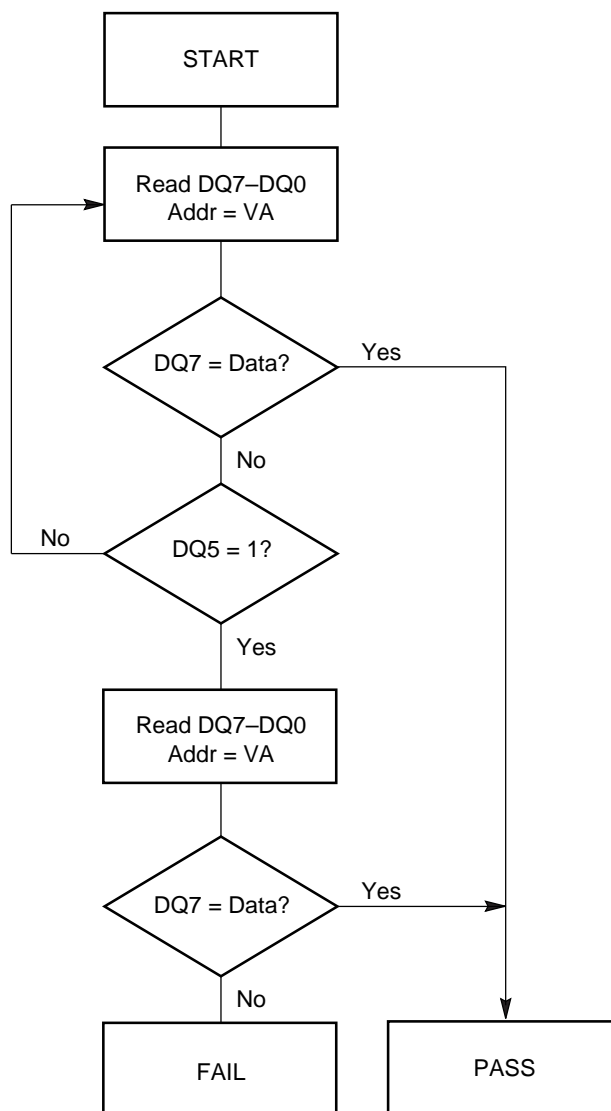 START
Read DQ7–DQ0
Addr = VA
DQ7 = Data?
Yes
No
No
DQ5 = 1?
Yes
Read DQ7–DQ0
Addr = VA
DQ7 = Data?
Yes
No
FAIL
PASS